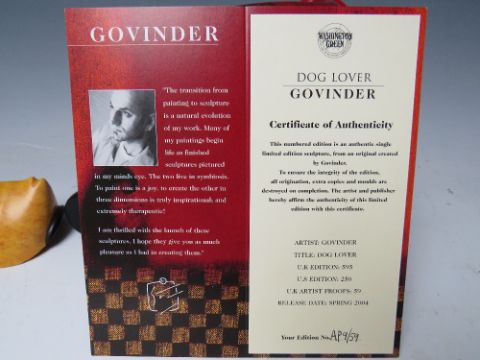 GOVINDER
"The transition from
painting to sculpture
is a natural evolution
of my work. Many of
my paintings begin
life as finished
sculptures pictured
in my minds eye. The two live in symbiosis.
To paint one is a joy, to create the other in
three dimensions is truly inspirational and
extremely therapeutic!
I am thrilled with the launch of these
sculptures, I hope they give you as much
pleasure as I had in creating them."
WASHINGTON
GREEN
DOG LOVER
GOVINDER
Certificate of Authenticity
This numbered edition is an authentic single
limited edition sculpture, from an original created
by Govinder.
To ensure the integrity of the edition,
all origination, extra copies and moulds are
destroyed on completion. The artist and publisher
hereby affirm the authenticity of this limited
edition with this certificate.
ARTIST: GOVINDER
TITLE: DOG LOVER
U.K EDITION: 595
U.S EDITION: 250
U.K ARTIST PROOFS: 59
RELEASE DATE: SPRING 2004
Your Edition No. AP9/59